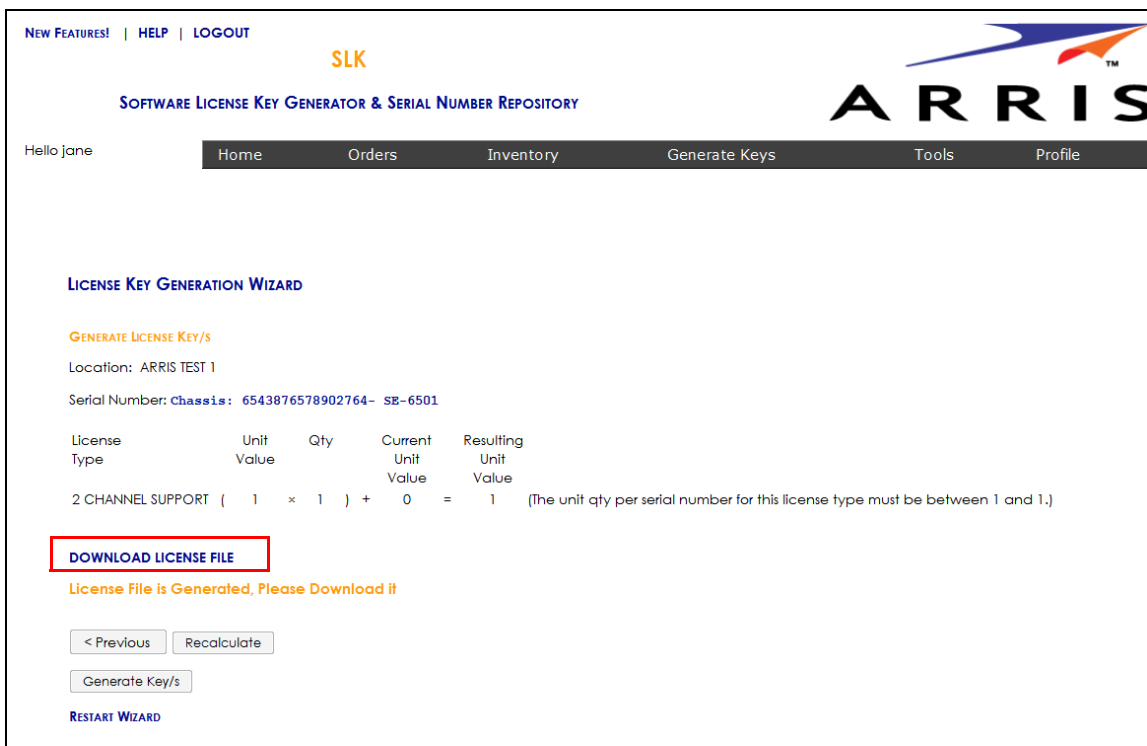 NEW FEATURES! | HELP | LOGOUT
SLK
SOFTWARE LICENSE KEY GENERATOR & SERIAL NUMBER REPOSITORY
TM
ARRIS
Hello jane
Home Orders Inventory Generate Keys Tools Profile
LICENSE KEY GENERATION WIZARD
GENERATE LICENSE KEY/S
Location: ARRIS TEST 1
Serial Number: Chassis: 6543876578902764- SE-6501
License Unit Qty Current Resulting
Type Value Unit Unit
Value Value
2 CHANNEL SUPPORT ( 1 × 1 ) + 0 = 1 (The unit qty per serial number for this license type must be between 1 and 1.)
DOWNLOAD LICENSE FILE
License File is Generated, Please Download it
< Previous Recalculate
Generate Key/s
RESTART WIZARD